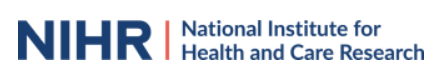 NIHR | National Institute for
Health and Care Research